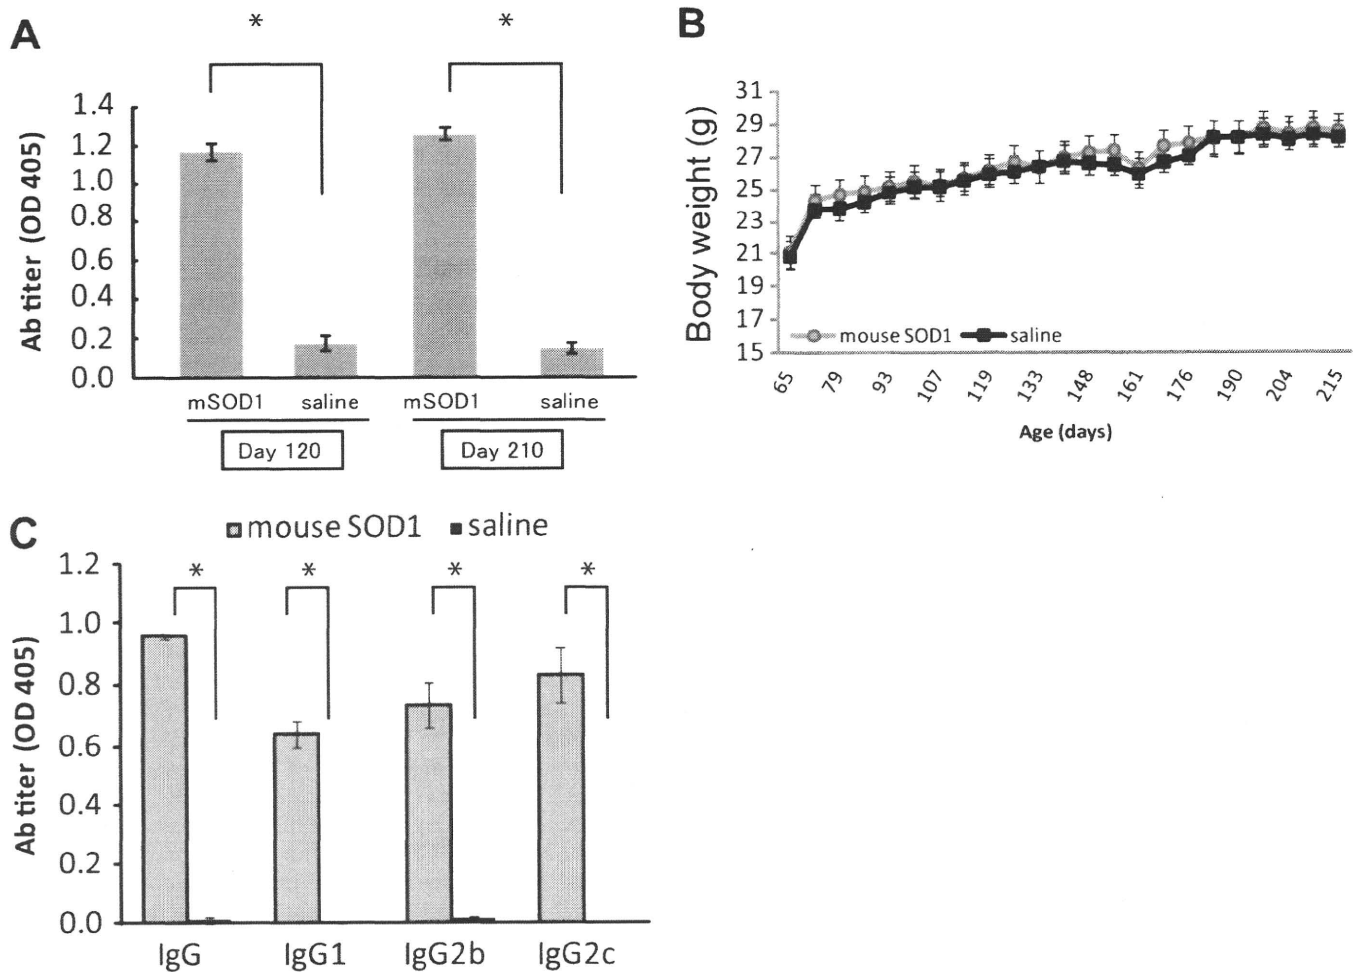 A
*
*
Ab titer (OD 405)
1.4
1.2
1.0
0.8
0.6
0.4
0.2
0.0
mSOD1 saline mSOD1 saline
Day 120 Day 210
B
Body weight (g)
31
29
27
25
23
21
19
17
15
mouse SOD1 saline
65 79 93 107 119 133 148 161 176 190 204 215
Age (days)
C
mouse SOD1 saline
* * * *
Ab titer (OD 405)
1.2
1.0
0.8
0.6
0.4
0.2
0.0
IgG IgG1 IgG2b IgG2c